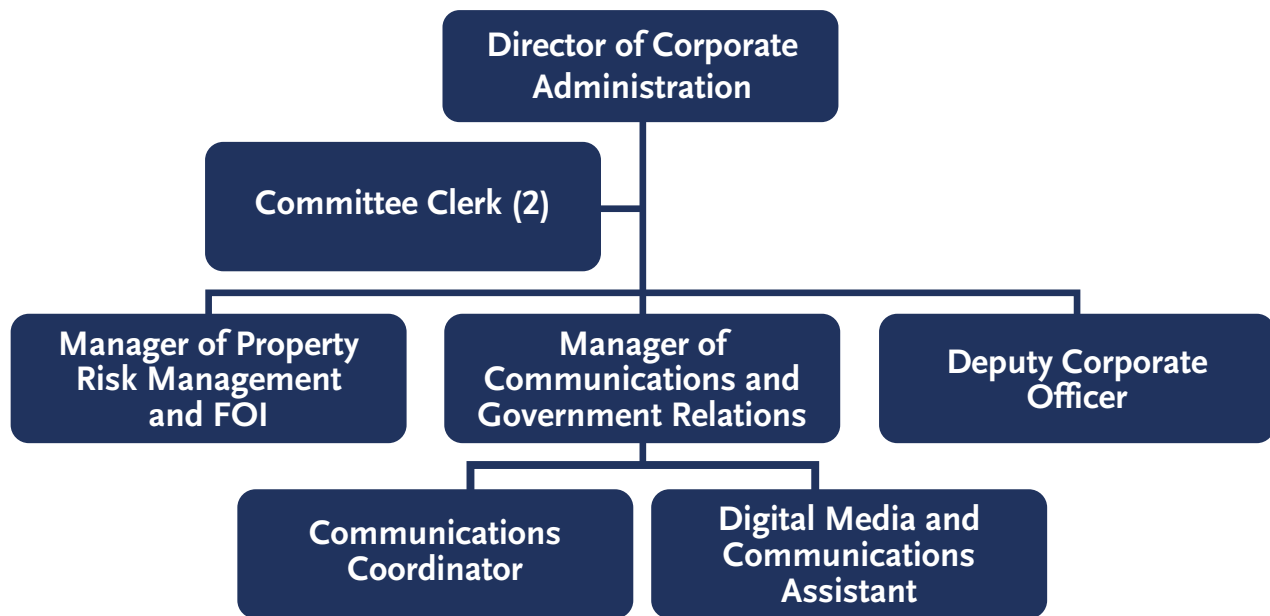 Director of Corporate
Administration
Committee Clerk (2)
Manager of Property
Risk Management
and FOI
Manager of
Communications and
Government Relations
Deputy Corporate
Officer
Communications
Coordinator
Digital Media and
Communications
Assistant